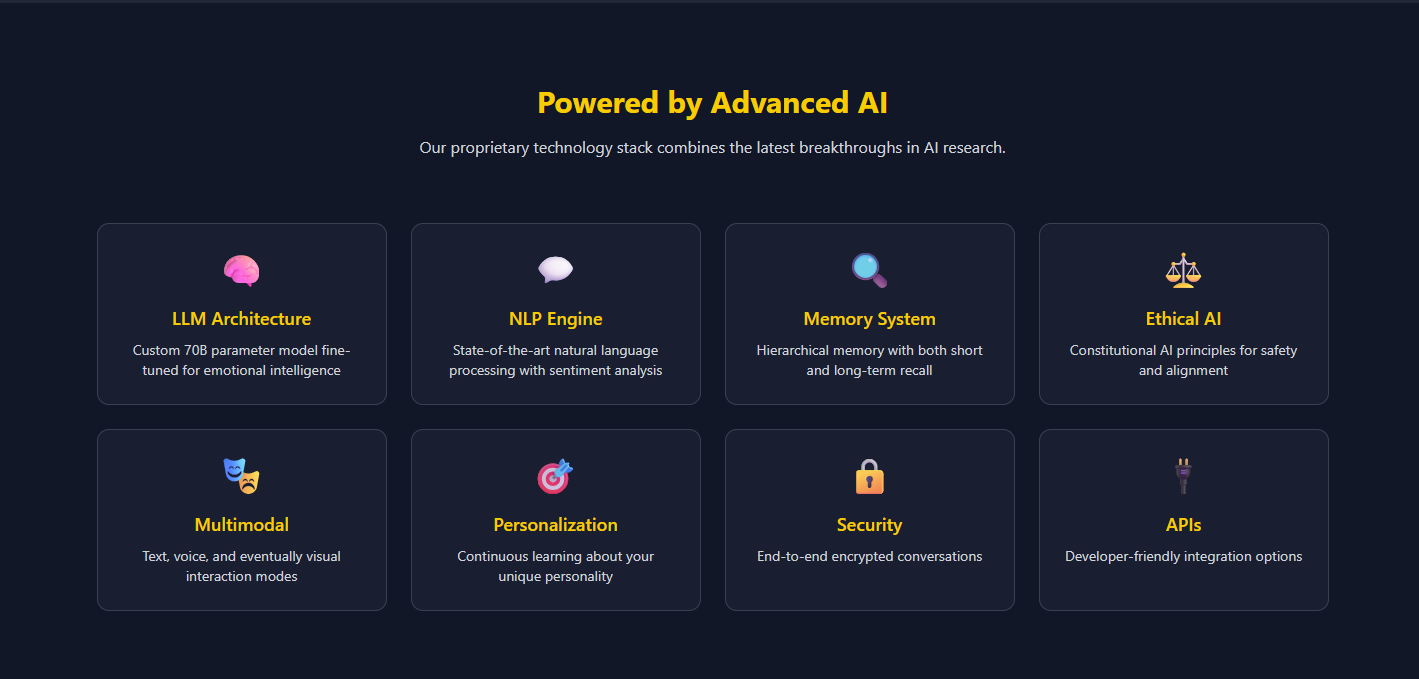 Powered by Advanced AI
Our proprietary technology stack combines the latest breakthroughs in AI research.
LLM Architecture
Custom 70B parameter model fine-
tuned for emotional intelligence
NLP Engine
State-of-the-art natural language
processing with sentiment analysis
Memory System
Hierarchical memory with both short
and long-term recall
Ethical AI
Constitutional AI principles for safety
and alignment
Multimodal
Text, voice, and eventually visual
interaction modes
Personalization
Continuous learning about your
unique personality
Security
End-to-end encrypted conversations
APIs
Developer-friendly integration options